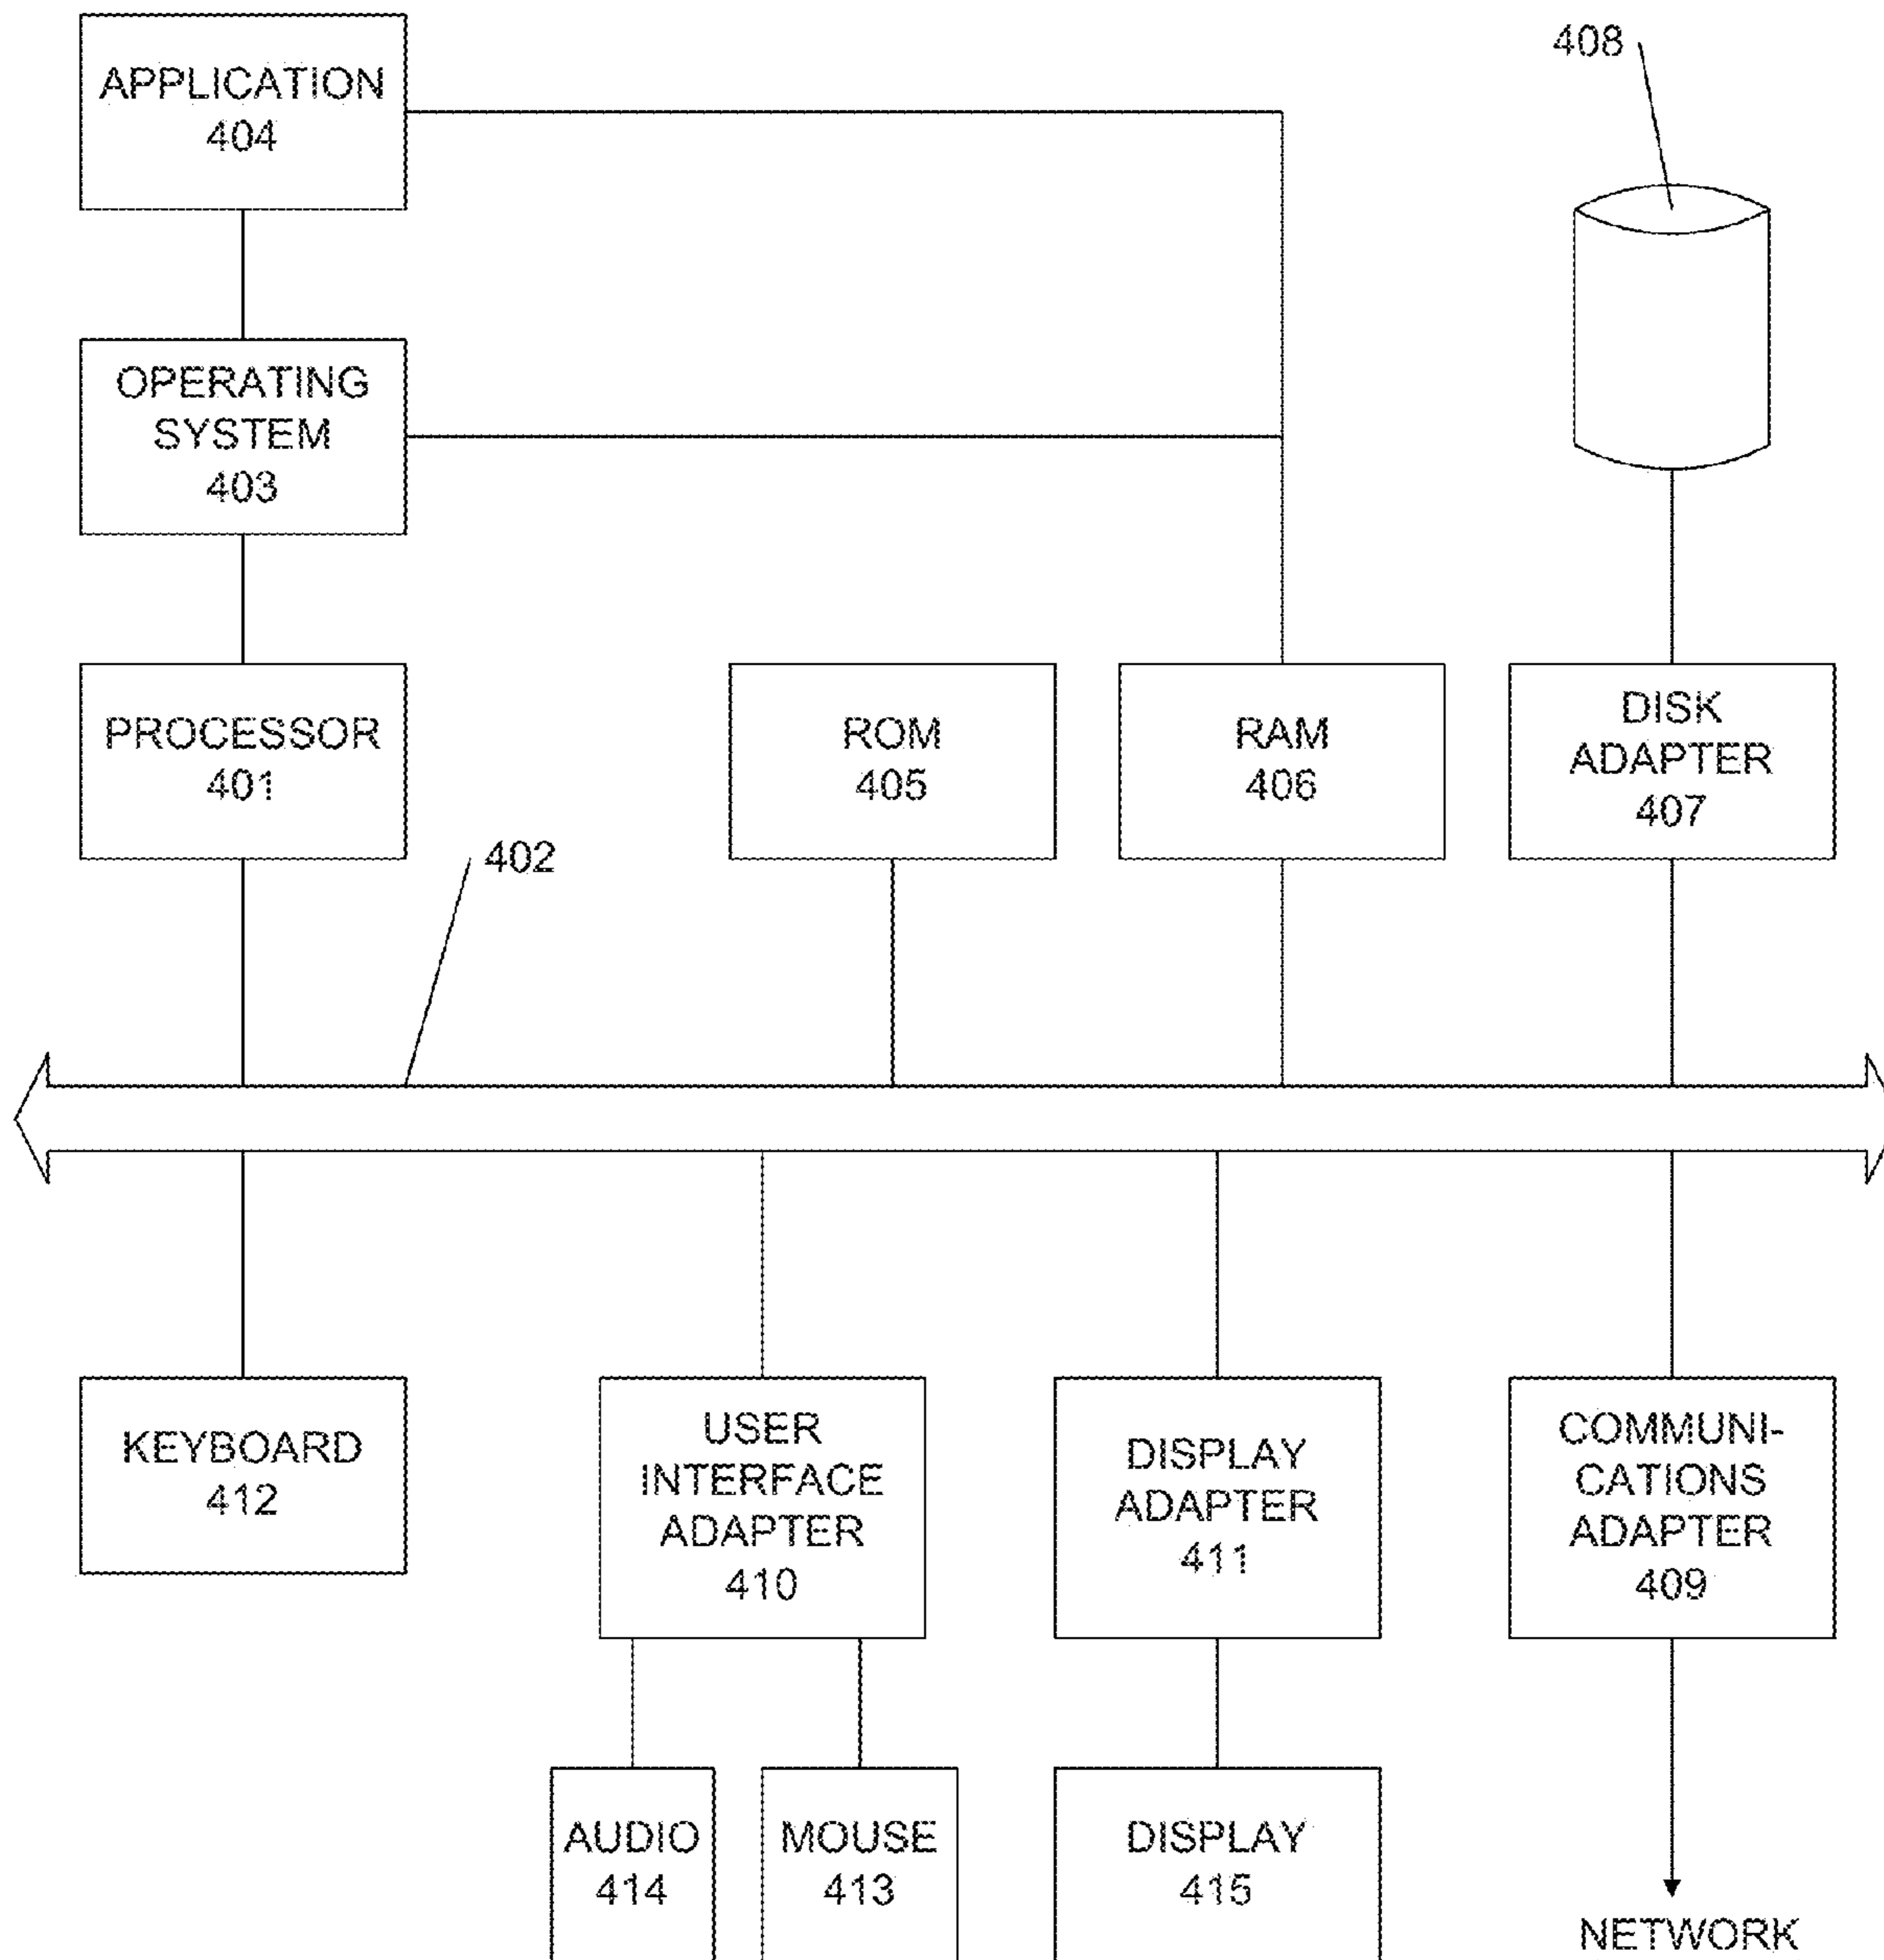 APPLICATION
404
408
OPERATING
SYSTEM
403
PROCESSOR
401
ROM
405
RAM
406
DISK
ADAPTER
407
402
KEYBOARD
412
USER
INTERFACE
ADAPTER
410
DISPLAY
ADAPTER
411
COMMUNI-
CATIONS
ADAPTER
409
AUDIO
414
MOUSE
413
DISPLAY
415
NETWORK